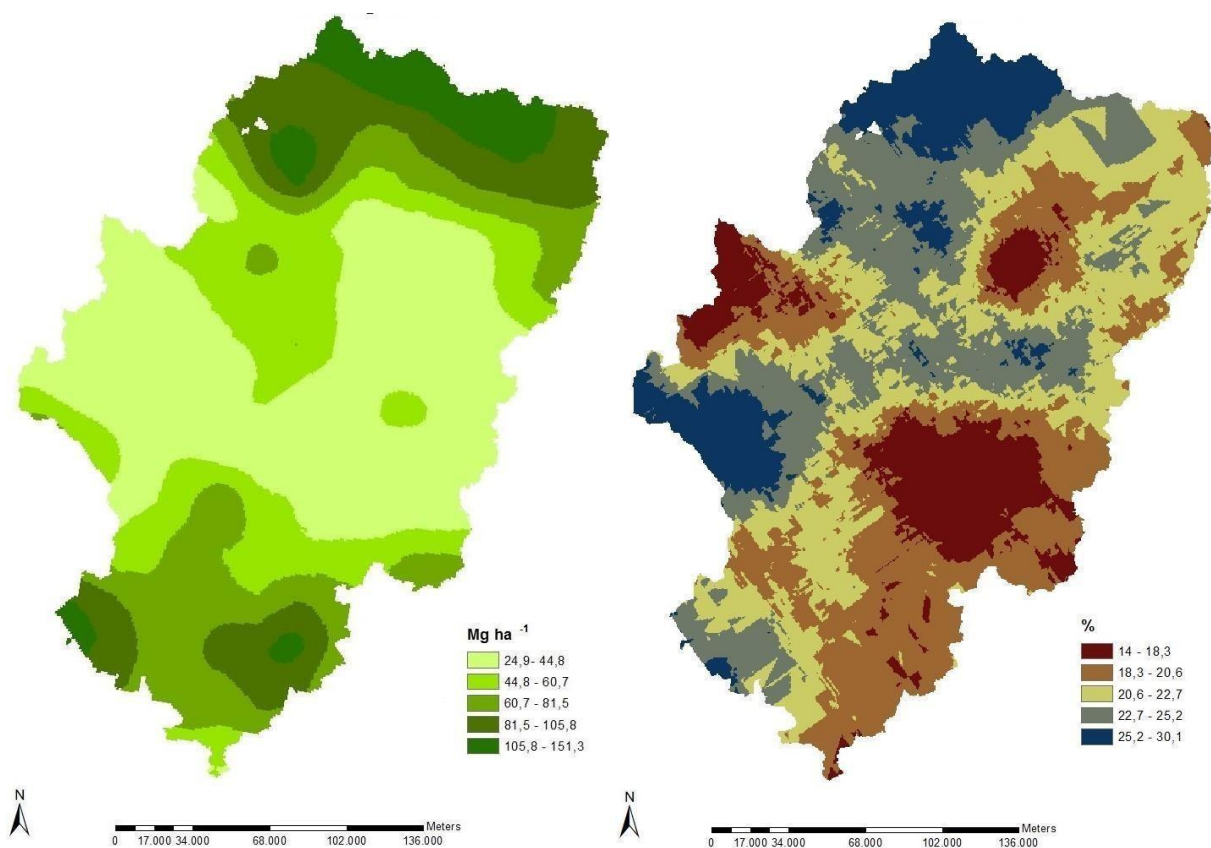 Mg ha -1
24,9- 44,8
44,8 - 60,7
60,7 - 81,5
81,5 - 105,8
105,8 - 151,3
N
Meters
0 17.000 34.000 68.000 102.000 136.000
%
14 - 18,3
18,3 - 20,6
20,6 - 22,7
22,7 - 25,2
25,2 - 30,1
N
Meters
0 17.000 34.000 68.000 102.000 136.000